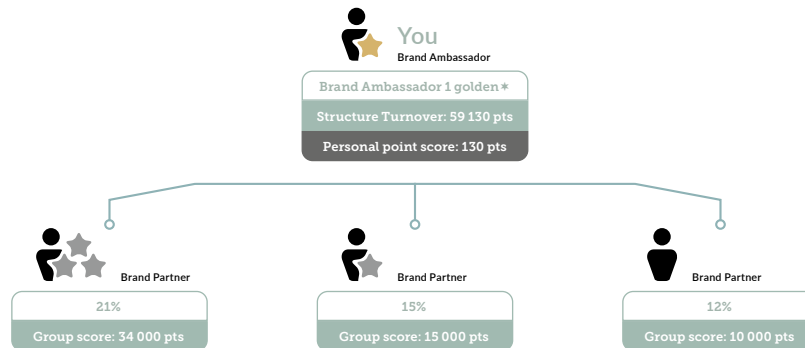 You
Brand Ambassador
Brand Ambassador 1 golden✶
Structure Turnover: 59 130 pts
Personal point score: 130 pts
Brand Partner
Brand Partner
Brand Partner
21%
15%
12%
Group score: 34 000 pts
Group score: 15 000 pts
Group score: 10 000 pts